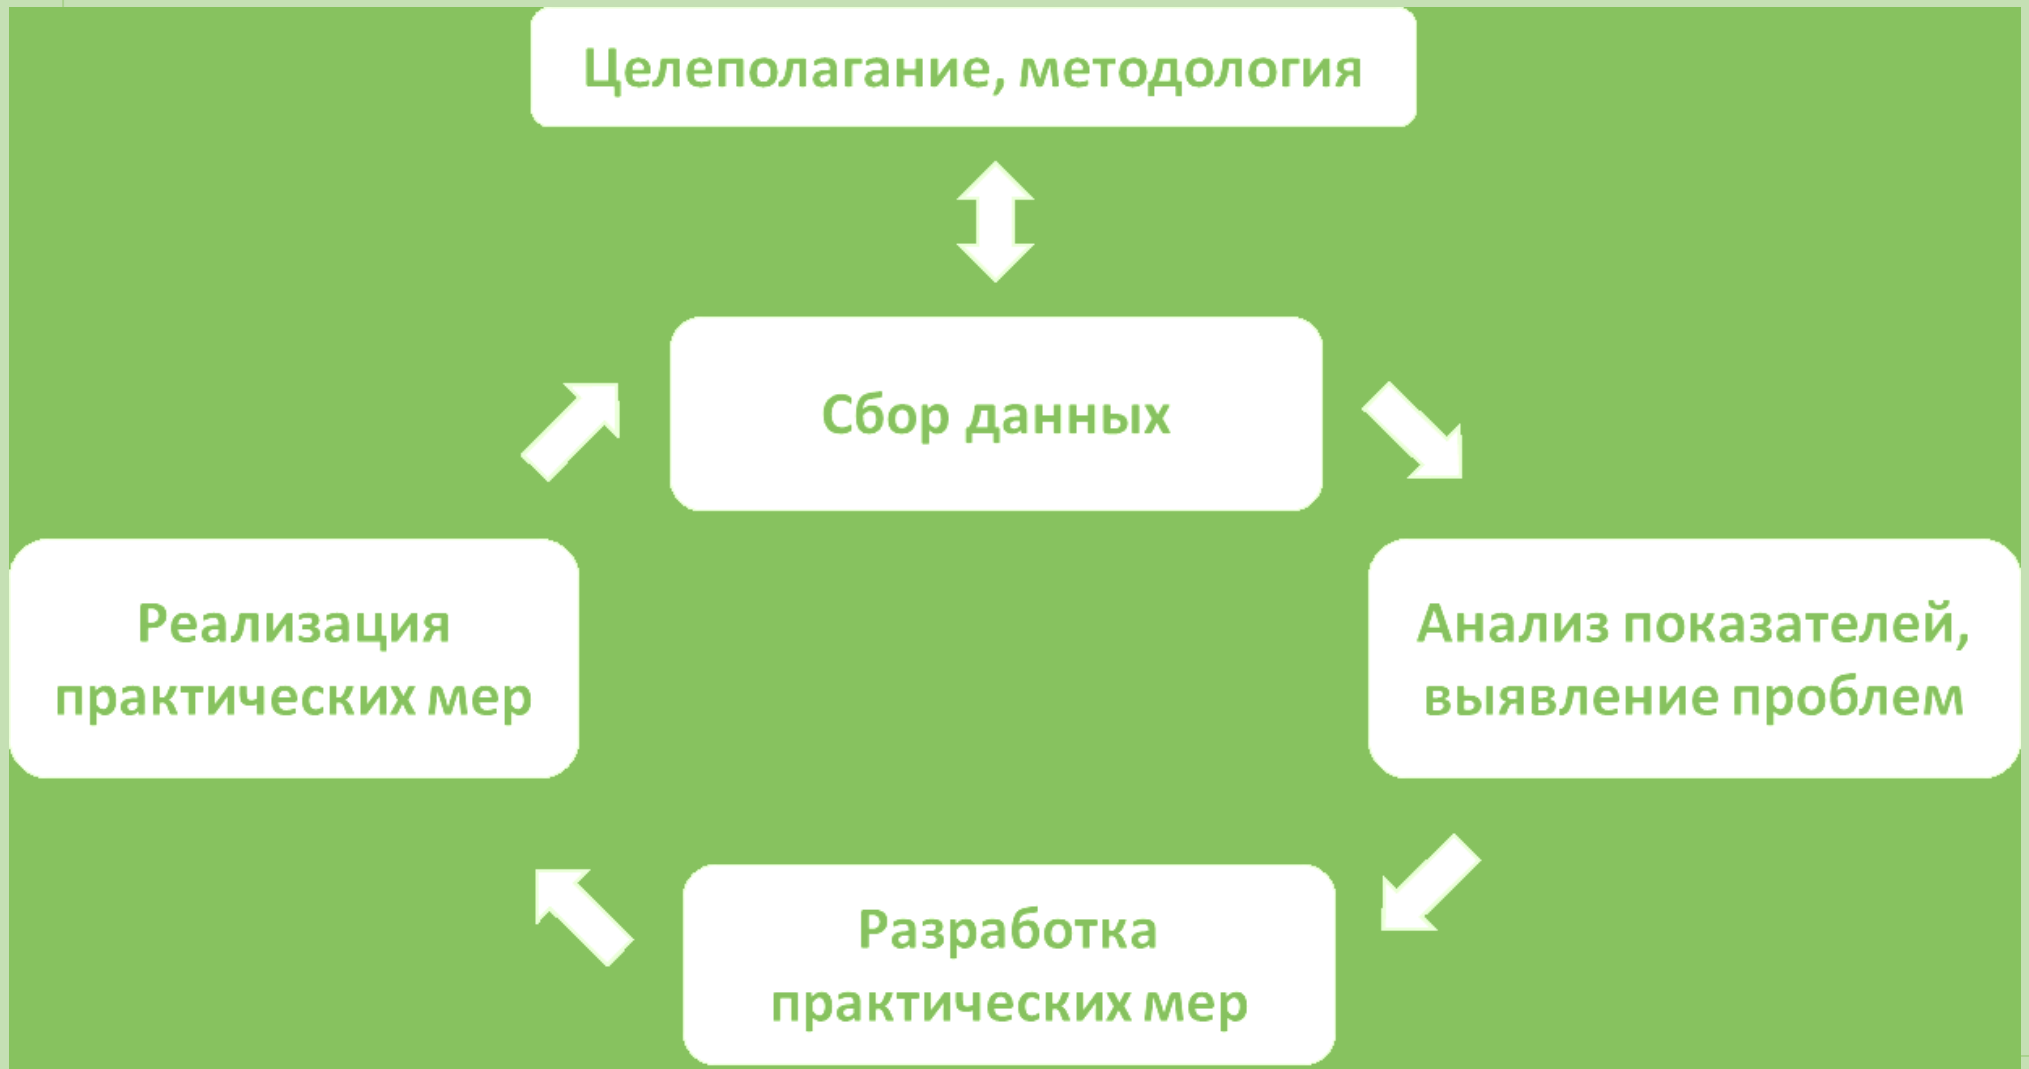 Целеполагание, методология
Сбор данных
Реализация
практических мер
Анализ показателей,
выявление проблем
Разработка
практических мер